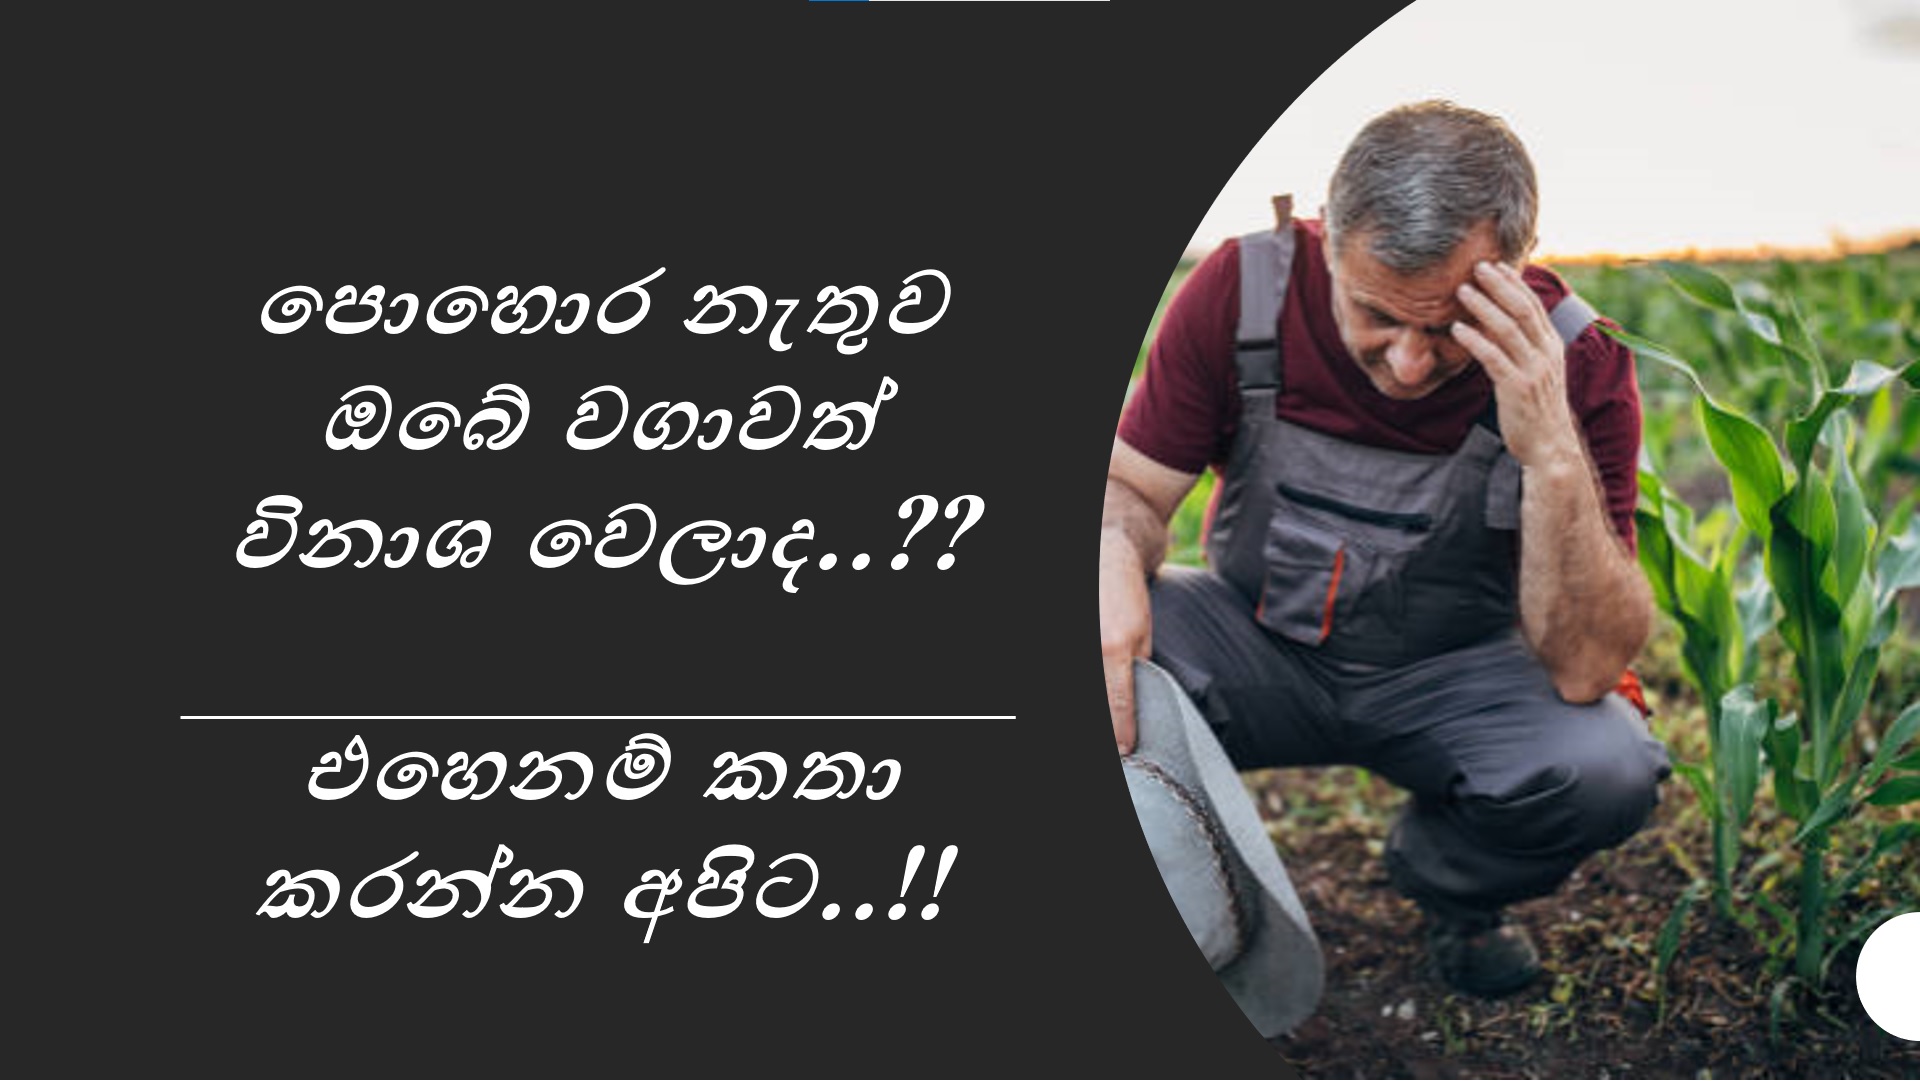 පොහොර නැතුව
ඔබේ වගාවත්
විනාශ වෙලාද..??
එහෙනම් කතා
කරන්න අපිට..!!